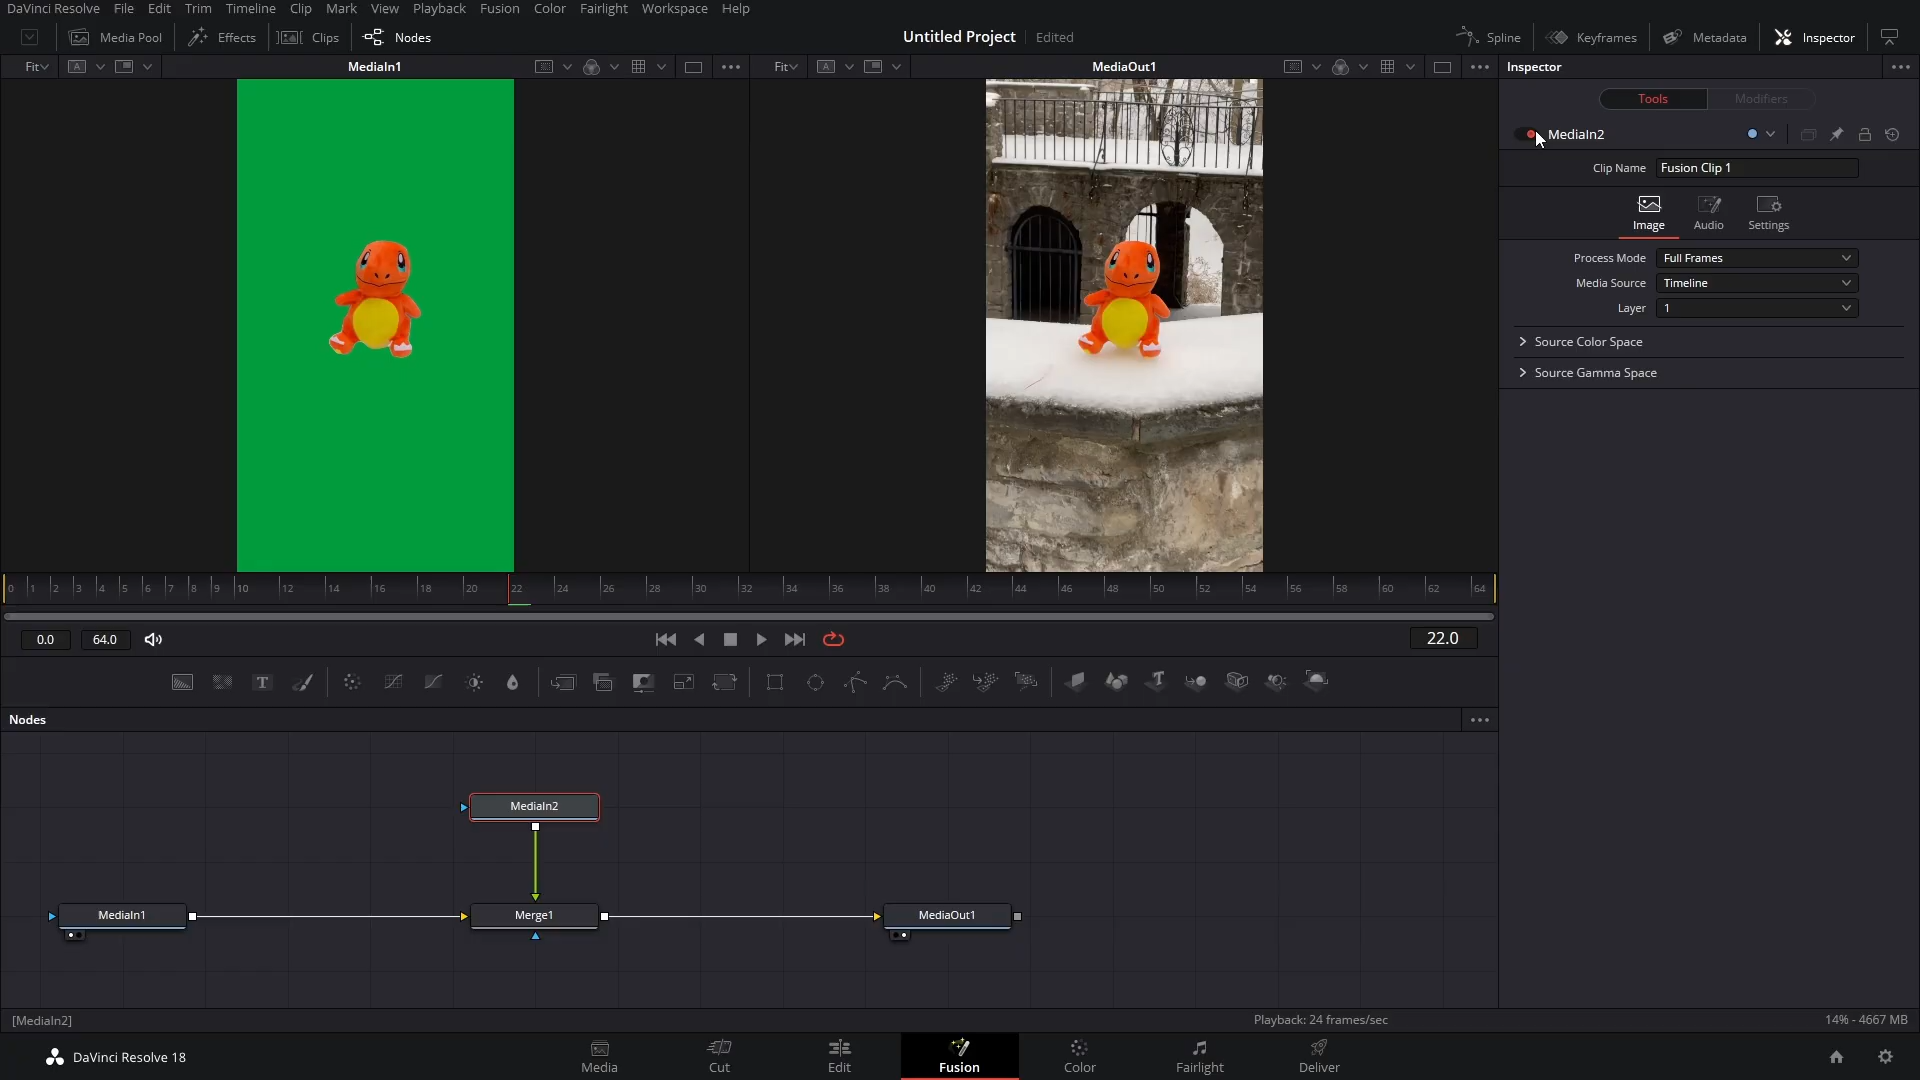 DaVinci Resolve File Edit Trim Timeline Clip Mark View Playback Fusion Color Fairlight Workspace Help
Media Pool Effects Clips Nodes Untitled Project Edited Spline Keyframes Metadata Inspector
Fit A MediaIn1 Fit A MediaOut1 Inspector
Tools Modifiers
MediaIn2
Clip Name Fusion Clip 1
Image Audio Settings
Process Mode Full Frames
Media Source Timeline
Layer 1
Source Color Space
Source Gamma Space
0 1 2 3 4 5 6 7 8 9 10 12 14 16 18 20 22 24 26 28 30 32 34 36 38 40 42 44 46 48 50 52 54 56 58 60 62 64
0.0 64.0 22.0
T T
Nodes
MediaIn2
MediaIn1 Merge1 MediaOut1
[MediaIn2] Playback: 24 frames/sec 14% - 4667 MB
DaVinci Resolve 18 Media Cut Edit Fusion Color Fairlight Deliver